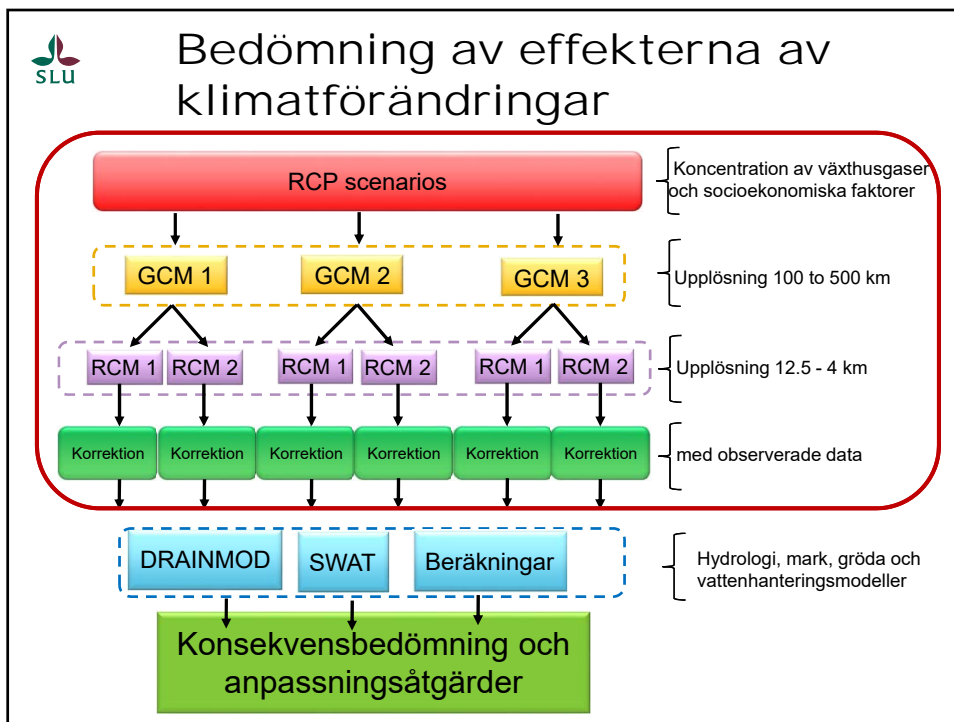 SLU
Bedömning av effekterna av
klimatförändringar
RCP scenarios
Koncentration av växthusgaser
och socioekonomiska faktorer
GCM 1
GCM 2
GCM 3
Upplösning 100 to 500 km
RCM 1
RCM 2
RCM 1
RCM 2
RCM 1
RCM 2
Upplösning 12.5 - 4 km
Korrektion
Korrektion
Korrektion
Korrektion
Korrektion
Korrektion
med observerade data
DRAINMOD
SWAT
Beräkningar
Hydrologi, mark, gröda och
vattenhanteringsmodeller
Konsekvensbedömning och
anpassningsåtgärder